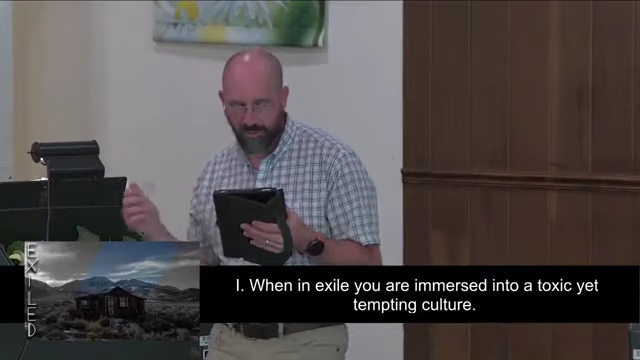 EXILED
I. When in exile you are immersed into a toxic yet
tempting culture.